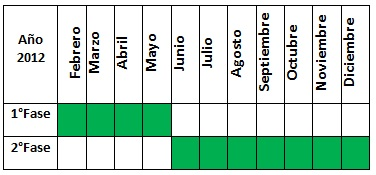 Año
2012
Febrero
Marzo
Abril
Mayo
Junio
Julio
Agosto
Septiembre
Octubre
Noviembre
Diciembre
1°Fase
2°Fase